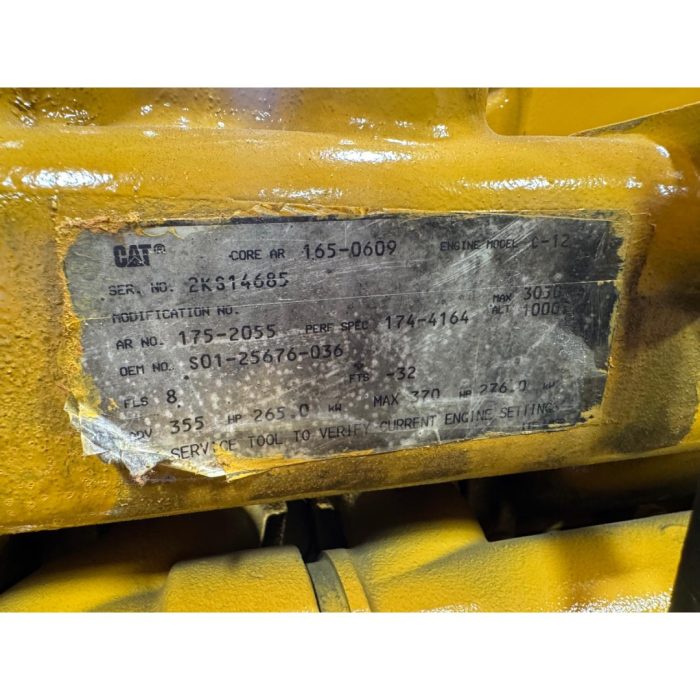 CAT® CORE AR 165-0609 ENGINE MODEL C-12
SER. NO. 2KS14685
MODIFICATION NO. MAX 3030
AR NO. 175-2055 PERF SPEC 174-4164 ALT 1000
OEM NO. S01-25676-036
FLS 8 FTS -32
ADV 355 HP 265.0 kW MAX 370 HP 276.0 kW
SERVICE TOOL TO VERIFY CURRENT ENGINE SETTINGS